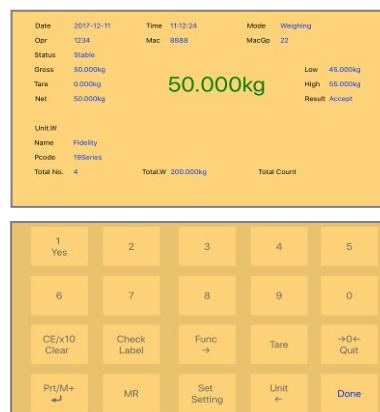 Date 2017-12-11 Time 11:12:24 Mode Weighing
Opr 1234 Mac 8888 MacGp 22
Status Stable
Gross 50.000kg Low 45.000kg
Tare 0.000kg 50.000kg High 55.000kg
Net 50.000kg Result Accept
Unit.W
Name Fidelity
Pcode 19Series
Total No. 4 Total.W 200.000kg Total Count
1 2 3 4 5
Yes
6 7 8 9 0
CE/x10 Check Func Tare →0←
Clear Label → Quit
Prt/M+ MR Set Unit Done
↵ Setting ←